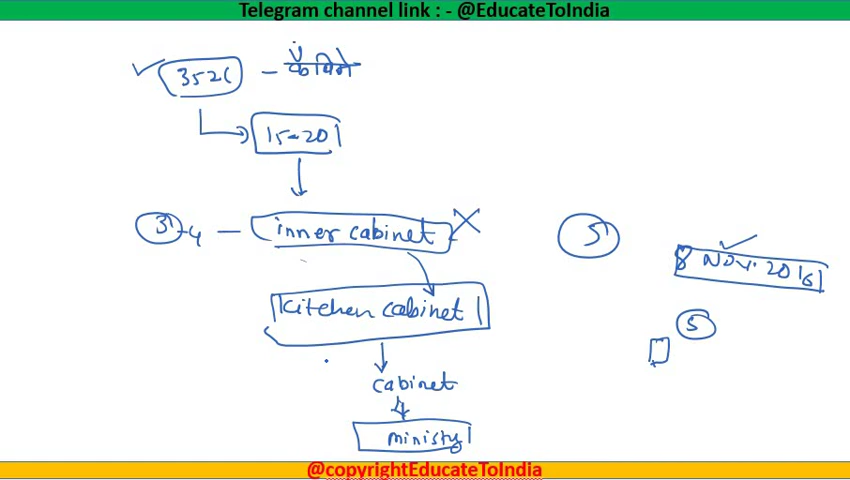 Telegram channel link : - @EducateToIndia
352
15-20
3-4 - inner cabinet
5
8 Nov. 2016
kitchen cabinet
5
cabinet
ministry
@copyrightEducateToIndia